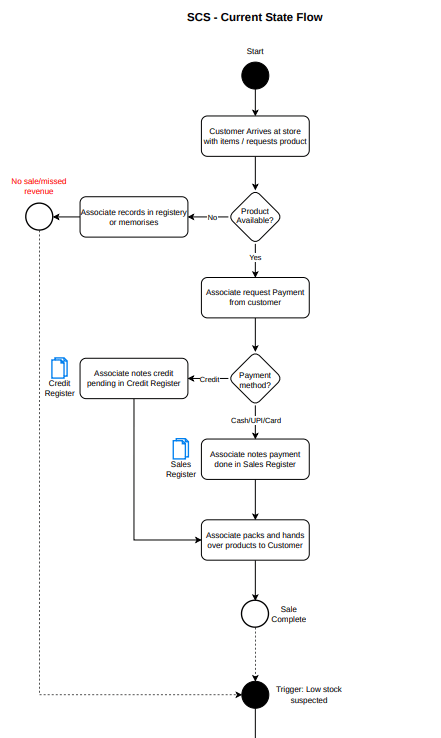 SCS - Current State Flow
Start
Customer Arrives at store
with items / requests product
No sale/missed
revenue
Associate records in registery
or memorises
No
Product
Available?
Yes
Associate request Payment
from customer
Credit
Register
Associate notes credit
pending in Credit Register
Credit
Payment
method?
Cash/UPI/Card
Sales
Register
Associate notes payment
done in Sales Register
Associate packs and hands
over products to Customer
Sale
Complete
Trigger: Low stock
suspected